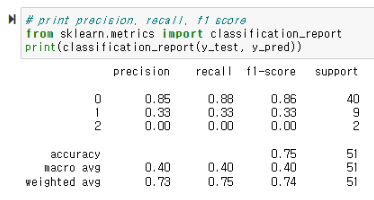 # print precision, recall, f1 score
from sklearn.metrics import classification_report
print(classification_report(y_test, y_pred))
precision recall f1-score support
0 0.85 0.88 0.86 40
1 0.33 0.33 0.33 9
2 0.00 0.00 0.00 2
accuracy 0.75 51
macro avg 0.40 0.40 0.40 51
weighted avg 0.73 0.75 0.74 51